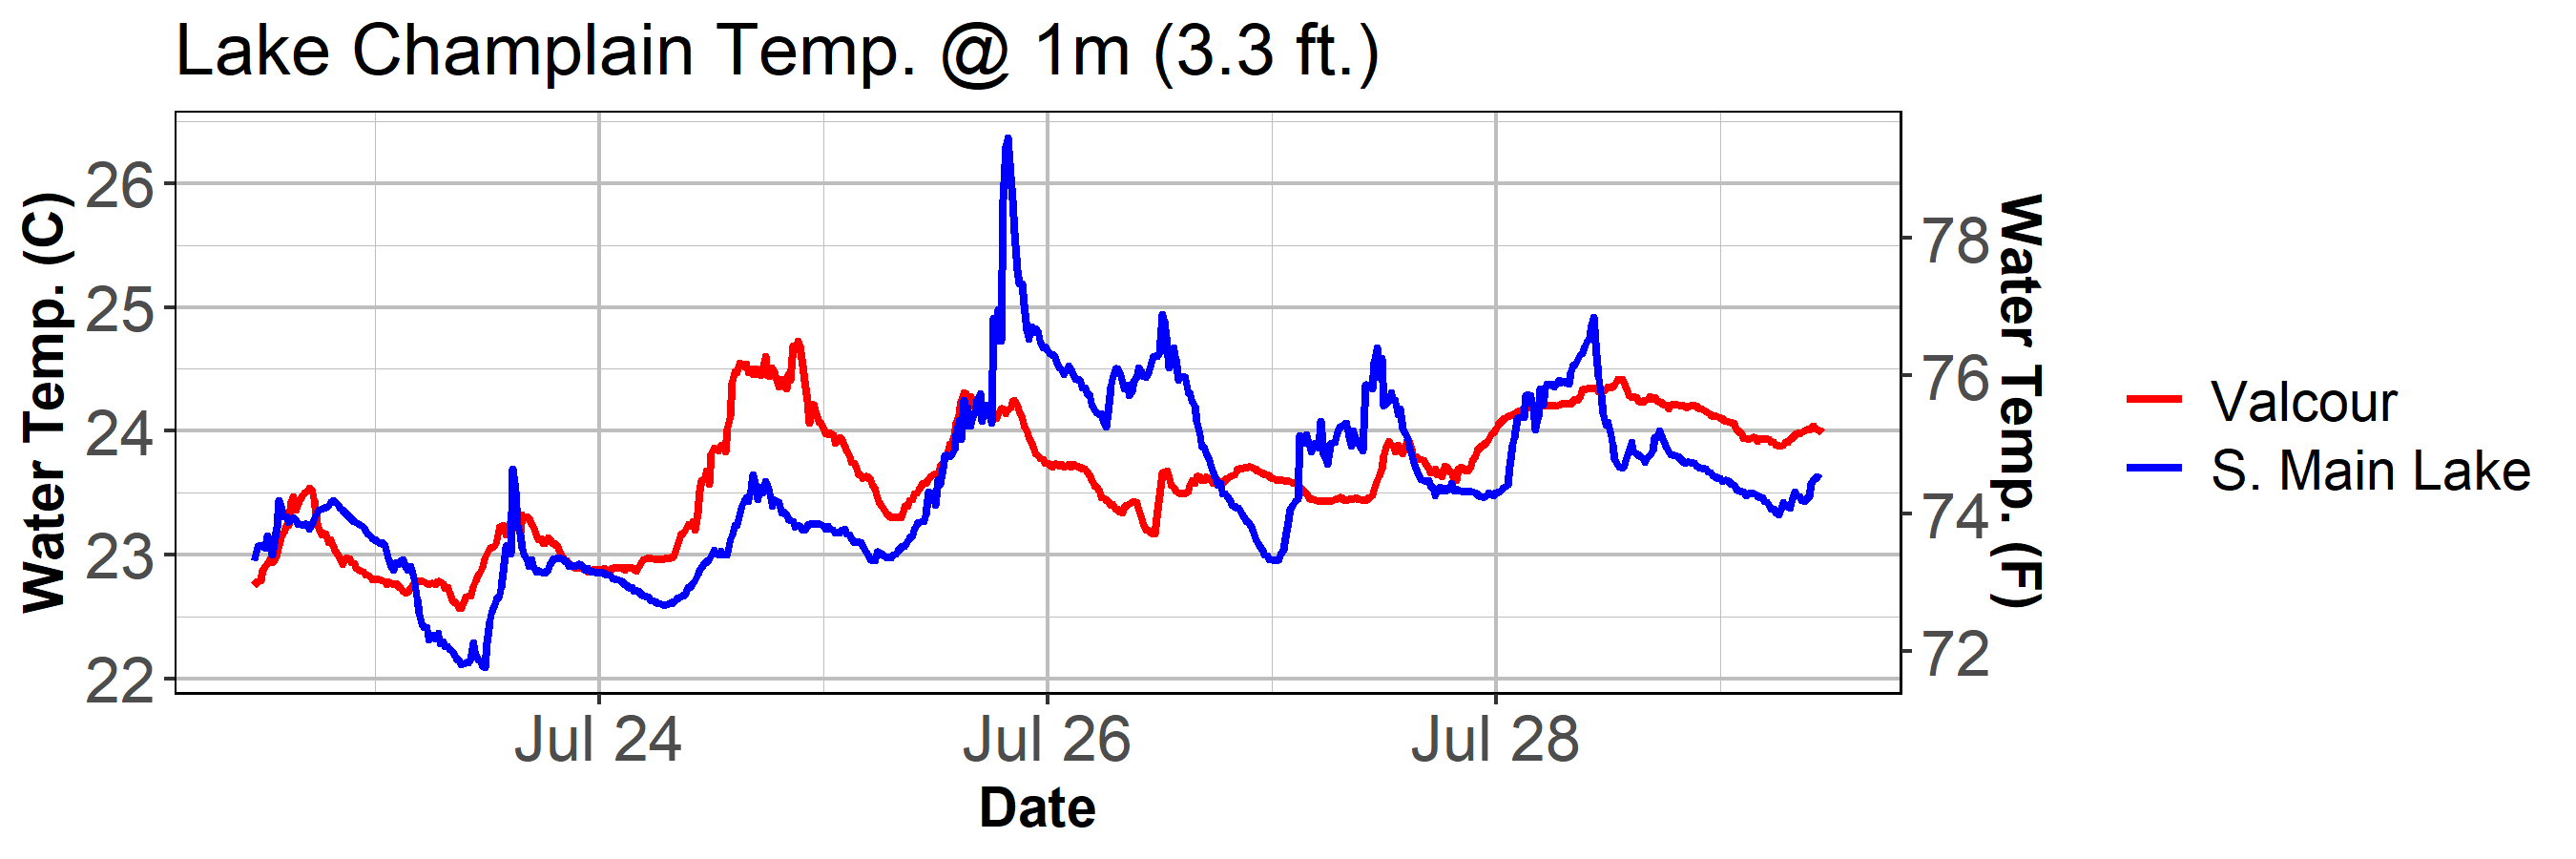 Lake Champlain Temp. @ 1m (3.3 ft.)
Water Temp. (C)
26
25
24
23
22
78
76
74
72
Water Temp. (F)
Jul 24
Jul 26
Jul 28
Date
Valcour
S. Main Lake